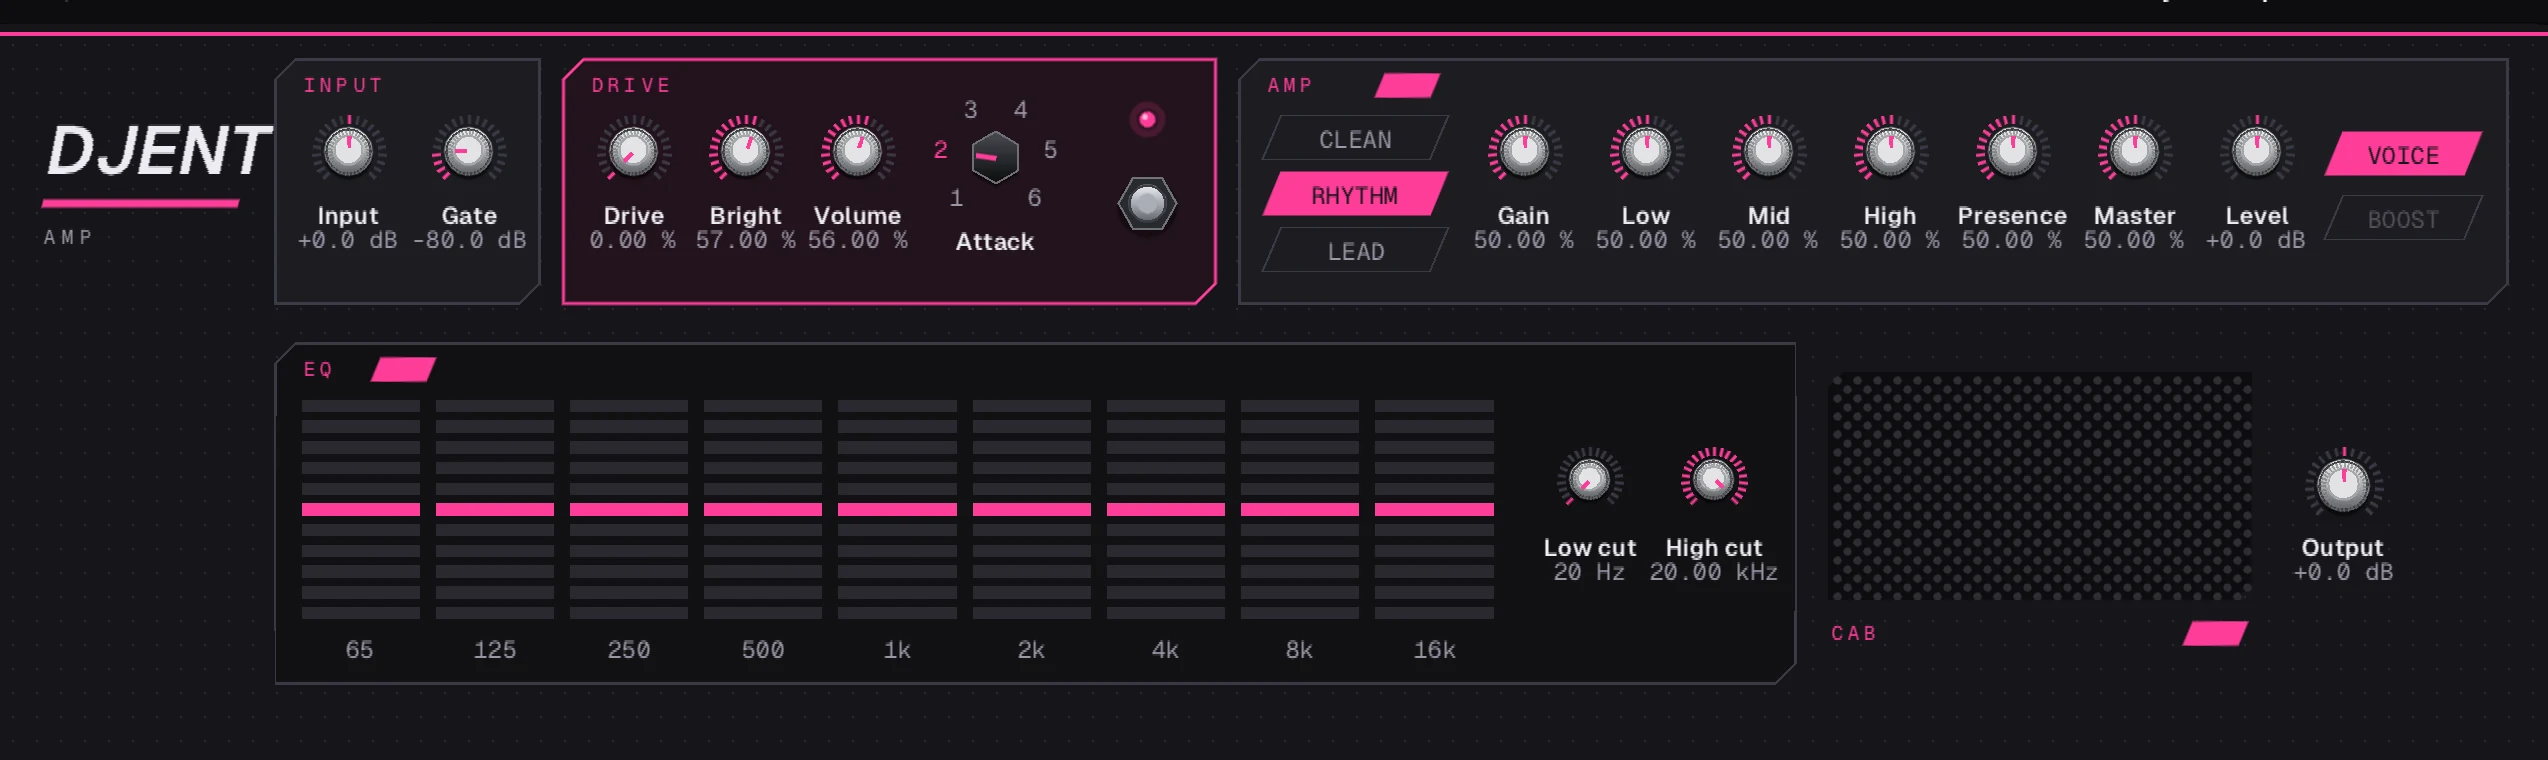 DJENT
AMP
INPUT
Input
+0.0 dB
Gate
-80.0 dB
DRIVE
Drive
0.00 %
Bright
57.00 %
Volume
56.00 %
1
2
3
4
5
6
Attack
AMP
CLEAN
RHYTHM
LEAD
Gain
50.00 %
Low
50.00 %
Mid
50.00 %
High
50.00 %
Presence
50.00 %
Master
50.00 %
Level
+0.0 dB
VOICE
BOOST
EQ
65
125
250
500
1k
2k
4k
8k
16k
Low cut
20 Hz
High cut
20.00 kHz
CAB
Output
+0.0 dB